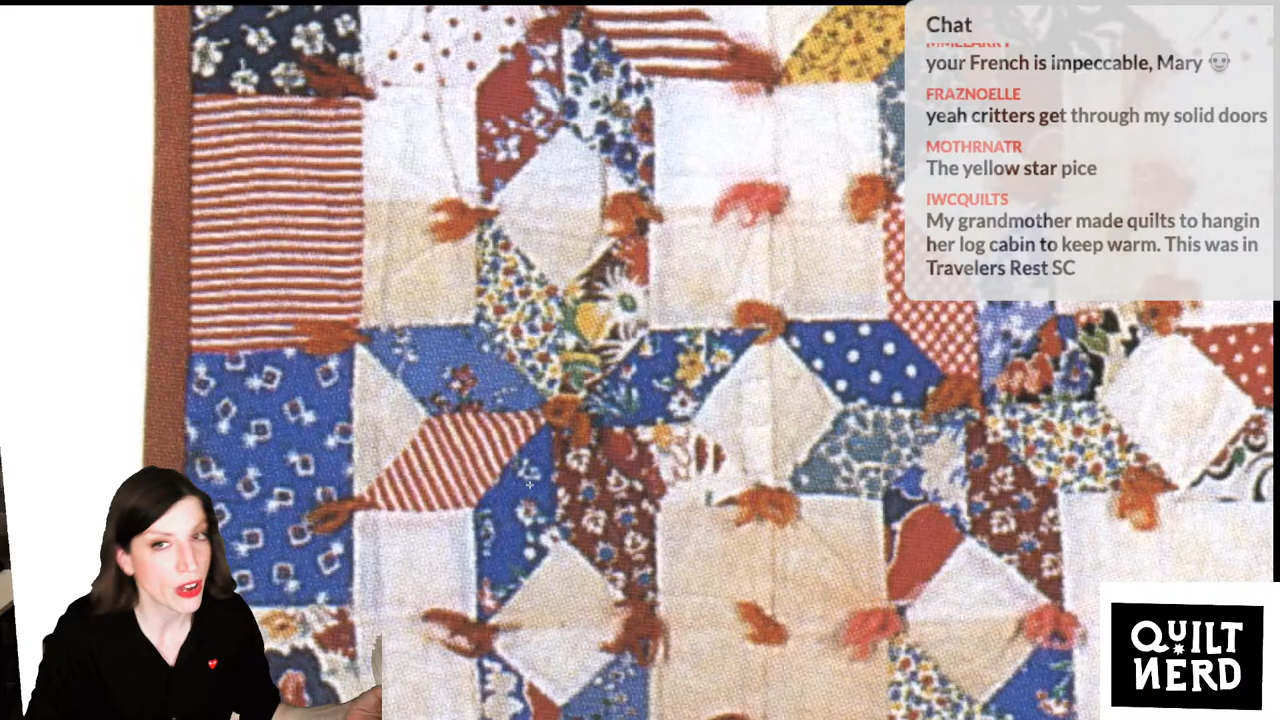 Chat
your French is impeccable, Mary
FRAZNOELLE
yeah critters get through my solid doors
MOTHRNATR
The yellow star pice
IWCQUILTS
My grandmother made quilts to hangin
her log cabin to keep warm. This was in
Travelers Rest SC
QUILT
NERD